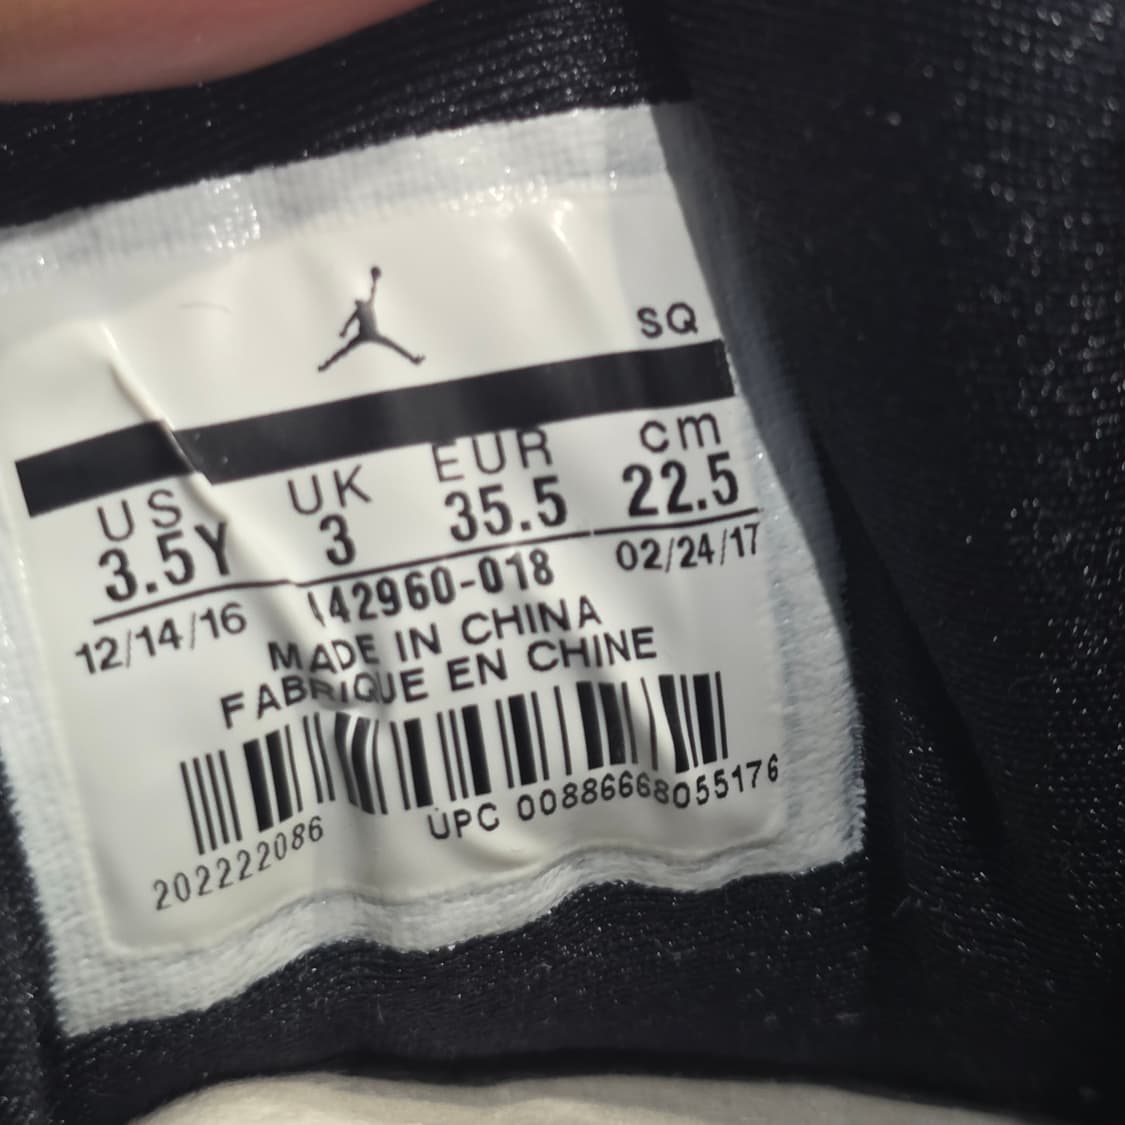 SQ
US UK EUR cm
3.5Y 3 35.5 22.5
12/14/16 442960-018 02/24/17
MADE IN CHINA
FABRIQUE EN CHINE
202222086 UPC 00886668055176